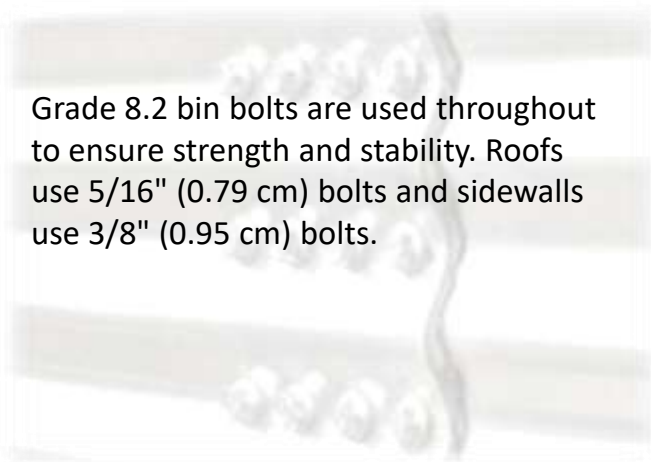 Grade 8.2 bin bolts are used throughout
to ensure strength and stability. Roofs
use 5/16" (0.79 cm) bolts and sidewalls
use 3/8" (0.95 cm) bolts.